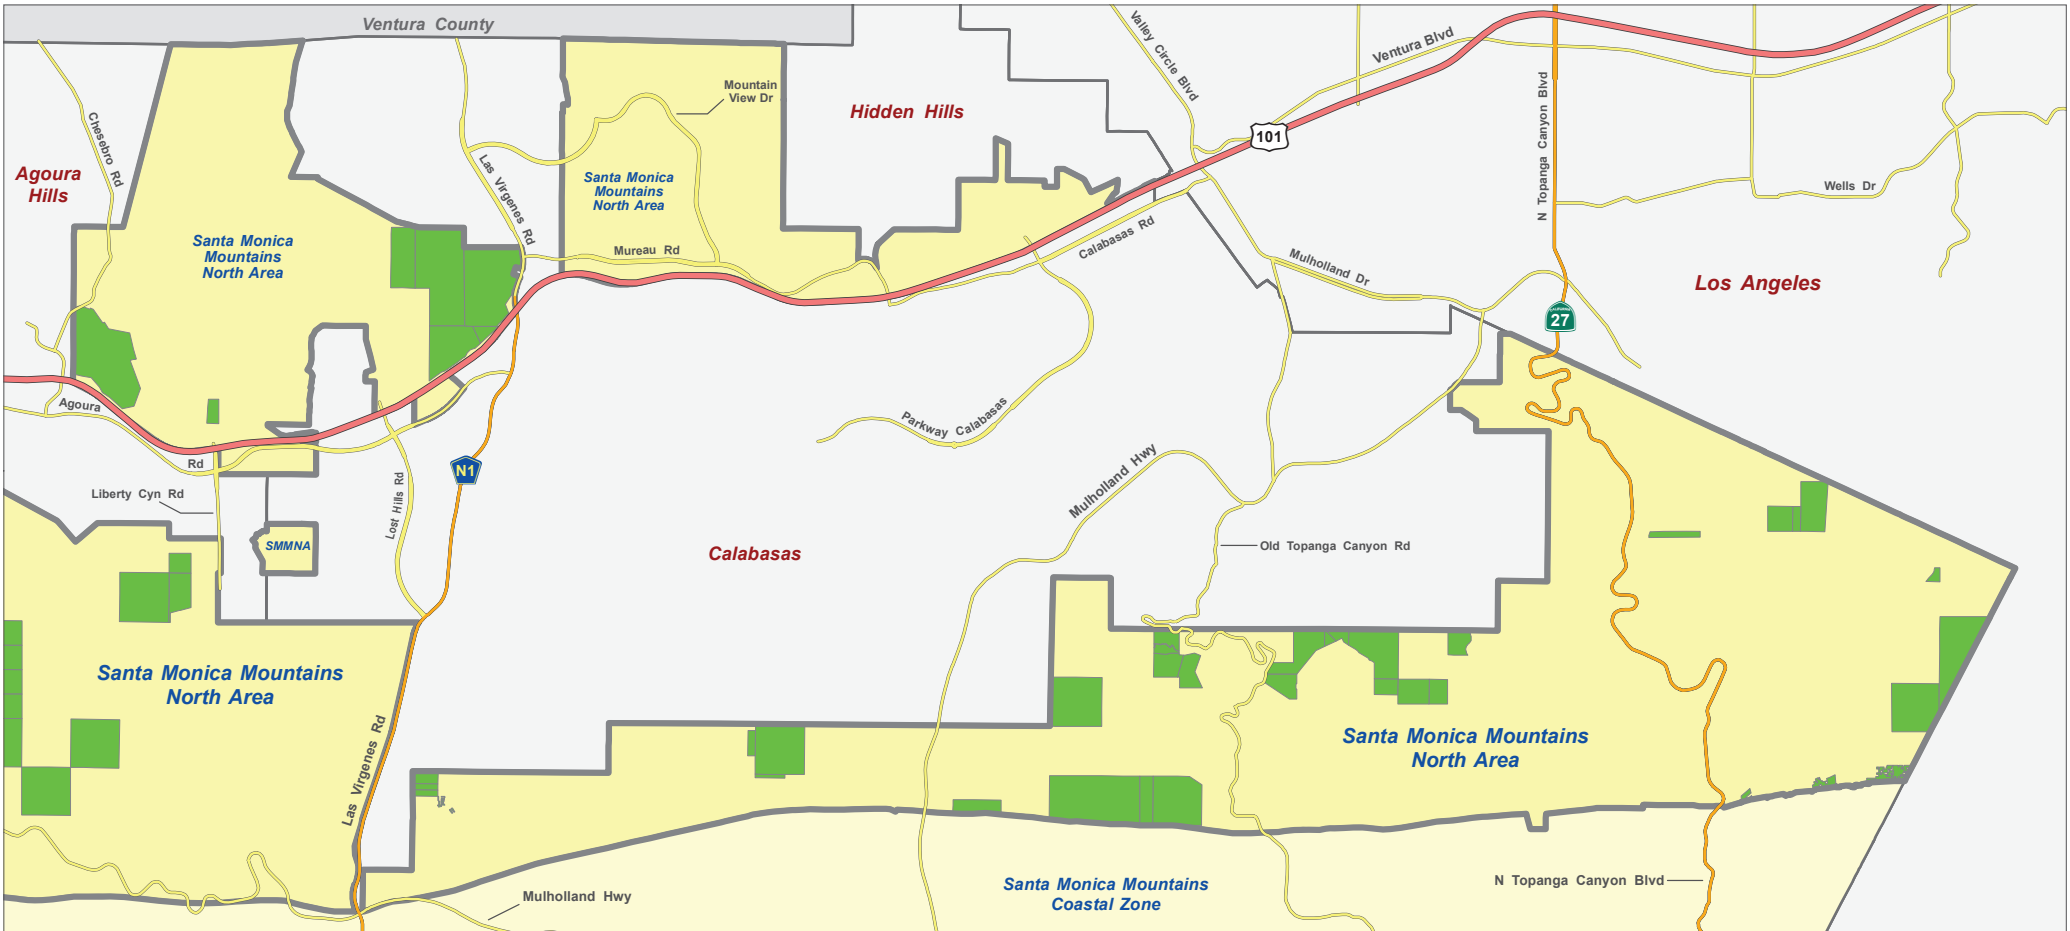 Ventura County
Valley Circle Blvd
Ventura Blvd
Mountain
View Dr
Hidden Hills
101
N Topanga Canyon Blvd
Chesebro Rd
Agoura
Hills
Las Virgenes Rd
Santa Monica
Mountains
North Area
Wells Dr
Santa Monica
Mountains
North Area
Mureau Rd
Calabasas Rd
Mulholland Dr
Los Angeles
CALIFORNIA
27
Agoura
Rd
Parkway Calabasas
N1
Mulholland Hwy
Liberty Cyn Rd
Lost Hills Rd
SMMNA
Calabasas
Old Topanga Canyon Rd
Santa Monica Mountains
North Area
Las Virgenes Rd
Santa Monica Mountains
North Area
Mulholland Hwy
Santa Monica Mountains
Coastal Zone
N Topanga Canyon Blvd